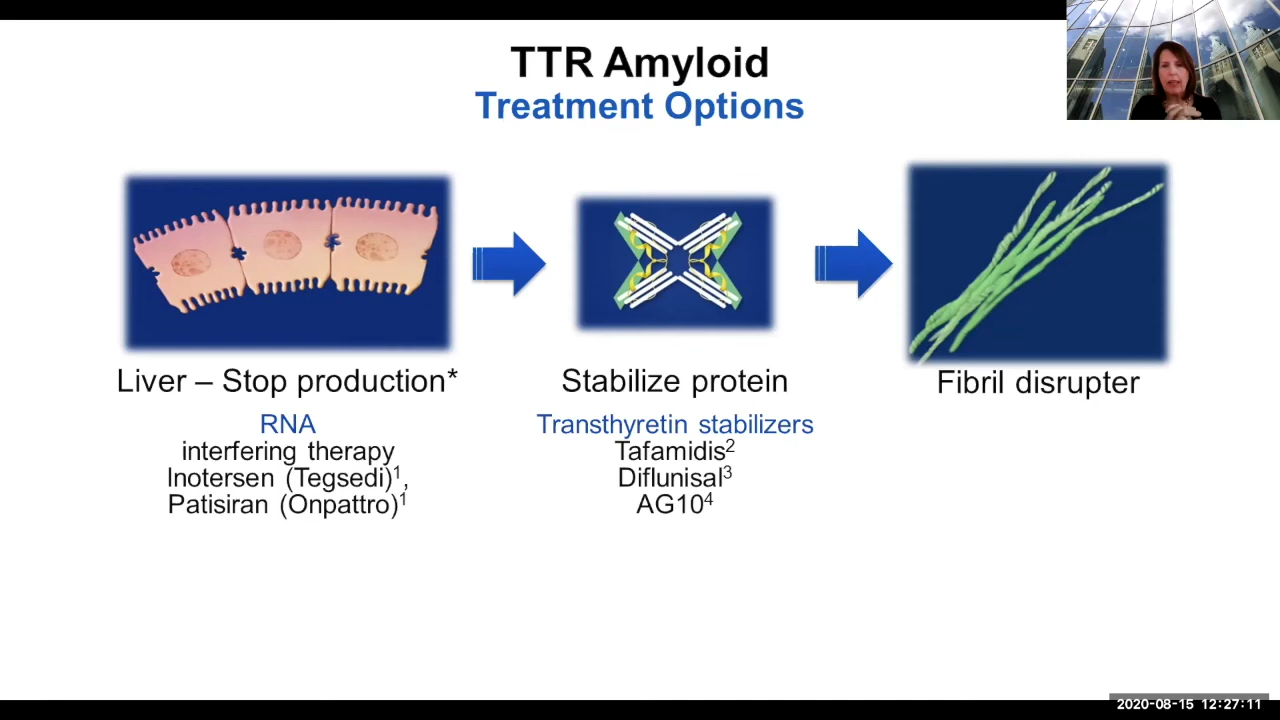 TTR Amyloid
Treatment Options
Liver – Stop production*
RNA
interfering therapy
Inotersen (Tegsedi)¹,
Patisiran (Onpattro)¹
Stabilize protein
Transthyretin stabilizers
Tafamidis²
Diflunisal³
AG10⁴
Fibril disrupter
2020-08-15 12:27:11